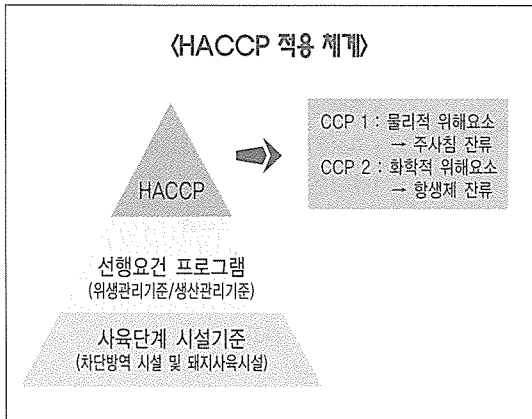 〈HACCP 적용 체계〉
CCP 1 : 물리적 위해요소
→ 주사침 잔류
CCP 2 : 화학적 위해요소
→ 항생제 잔류
HACCP
선행요건 프로그램
(위생관리기준/생산관리기준)
사육단계 시설기준
(차단방역 시설 및 돼지사육시설)